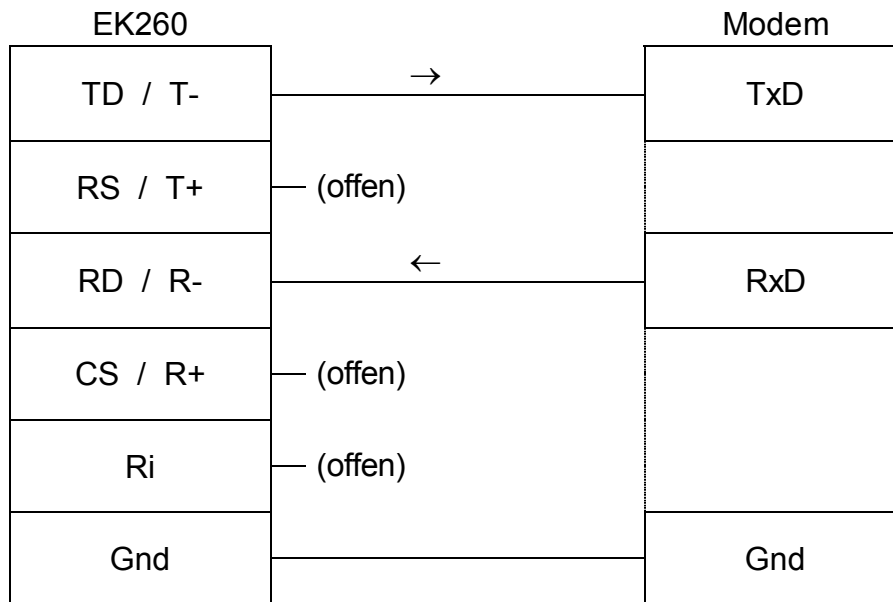 EK260 Modem
TD / T- → TxD
RS / T+ (offen)
RD / R- ← RxD
CS / R+ (offen)
Ri (offen)
Gnd Gnd